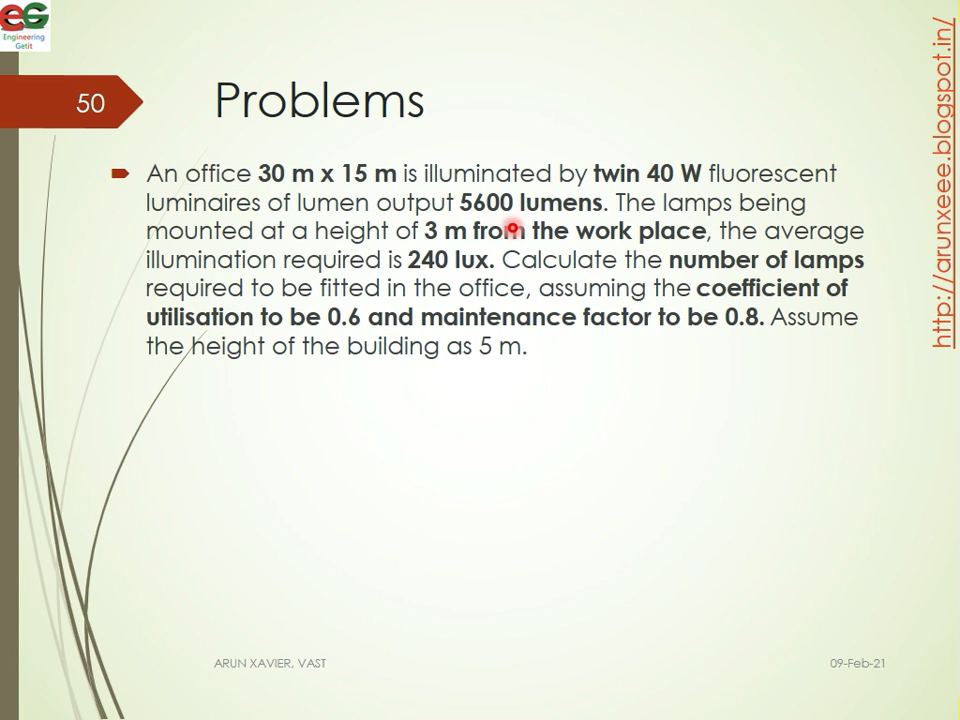 eG
Engineering
Getit
50
Problems
An office 30 m x 15 m is illuminated by twin 40 W fluorescent
luminaires of lumen output 5600 lumens. The lamps being
mounted at a height of 3 m from the work place, the average
illumination required is 240 lux. Calculate the number of lamps
required to be fitted in the office, assuming the coefficient of
utilisation to be 0.6 and maintenance factor to be 0.8. Assume
the height of the building as 5 m.
http://arunxeee.blogspot.in/
ARUN XAVIER, VAST
09-Feb-21